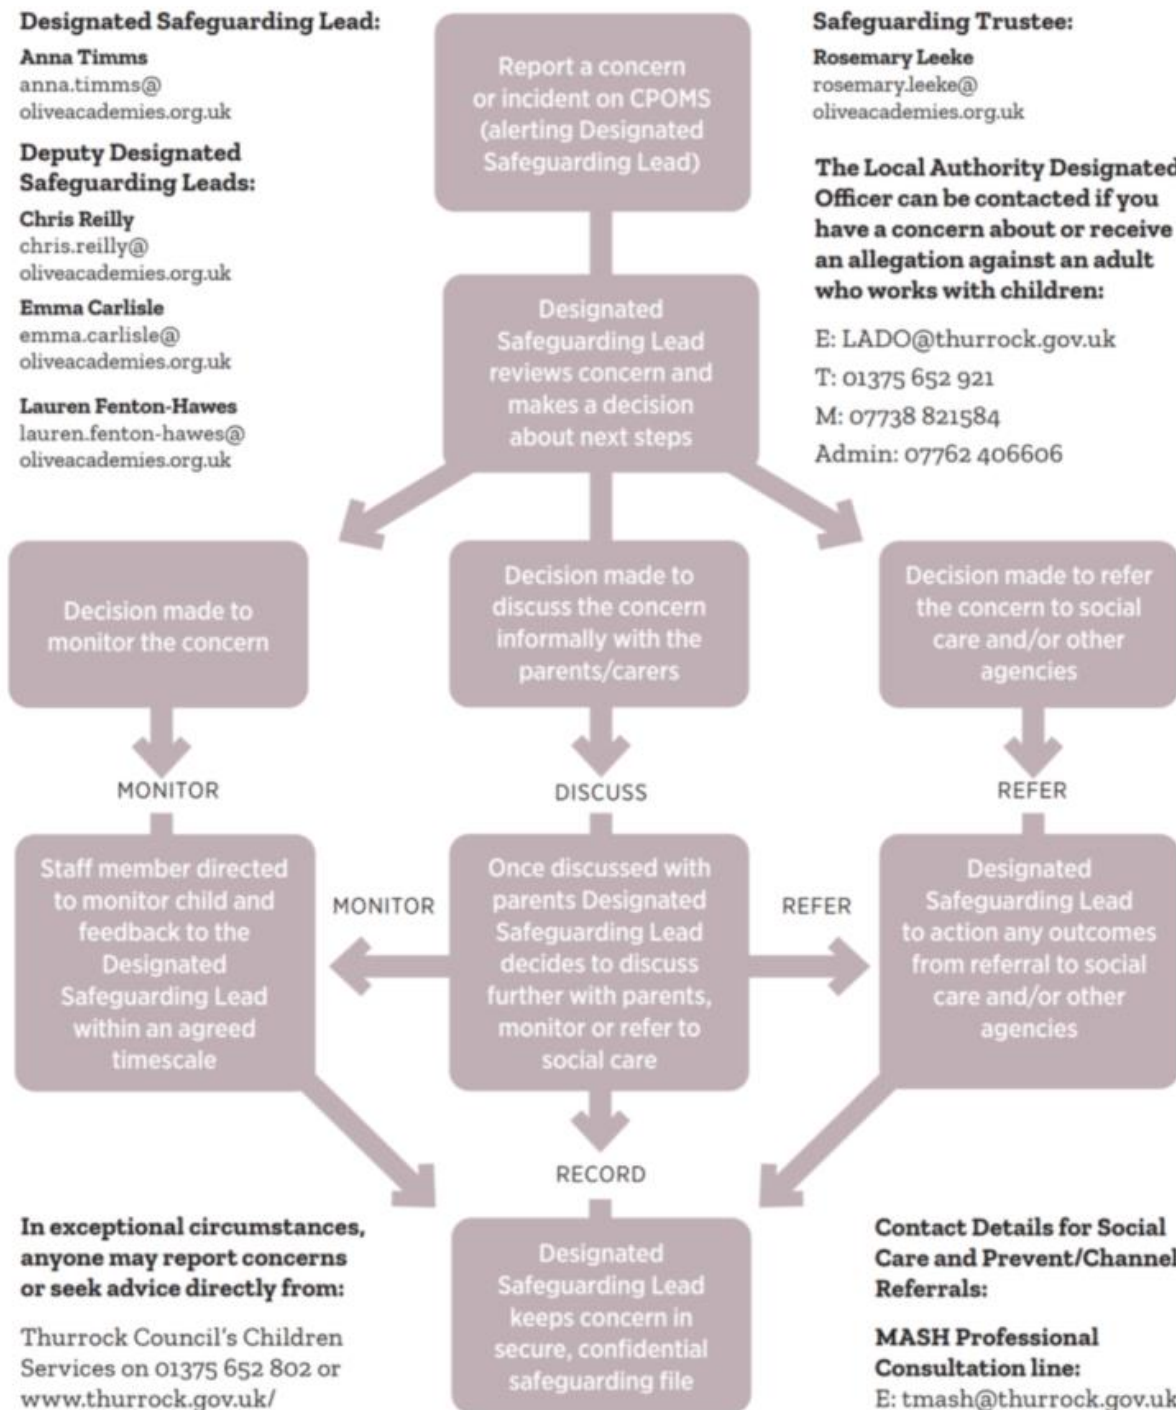 Designated Safeguarding Lead:
Anna Timms
anna.timms@
oliveacademies.org.uk
Deputy Designated
Safeguarding Leads:
Chris Reilly
chris.reilly@
oliveacademies.org.uk
Emma Carlisle
emma.carlisle@
oliveacademies.org.uk
Lauren Fenton-Hawes
lauren.fenton-hawes@
oliveacademies.org.uk
Report a concern
or incident on CPOMS
(alerting Designated
Safeguarding Lead)
Safeguarding Trustee:
Rosemary Leeke
rosemary.leeke@
oliveacademies.org.uk
The Local Authority Designated
Officer can be contacted if you
have a concern about or receive
an allegation against an adult
who works with children:
E: LADO@thurrock.gov.uk
T: 01375 652 921
M: 07738 821584
Admin: 07762 406606
Designated
Safeguarding Lead
reviews concern and
makes a decision
about next steps
Decision made to
monitor the concern
Decision made to
discuss the concern
informally with the
parents/carers
Decision made to refer
the concern to social
care and/or other
agencies
MONITOR
DISCUSS
REFER
Staff member directed
to monitor child and
feedback to the
Designated
Safeguarding Lead
within an agreed
timescale
MONITOR
Once discussed with
parents Designated
Safeguarding Lead
decides to discuss
further with parents,
monitor or refer to
social care
REFER
Designated
Safeguarding Lead
to action any outcomes
from referral to social
care and/or other
agencies
RECORD
In exceptional circumstances,
anyone may report concerns
or seek advice directly from:
Thurrock Council's Children
Services on 01375 652 802 or
www.thurrock.gov.uk/
Designated
Safeguarding Lead
keeps concern in
secure, confidential
safeguarding file
Contact Details for Social
Care and Prevent/Channel
Referrals:
MASH Professional
Consultation line:
E: tmash@thurrock.gov.uk